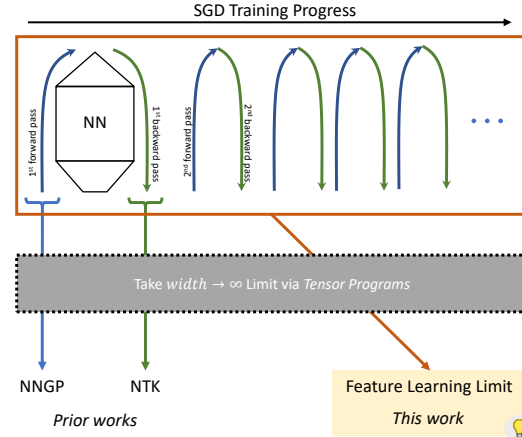 SGD Training Progress
1st forward pass
NN
1st backward pass
2nd forward pass
2nd backward pass
Take width → ∞ Limit via Tensor Programs
NNGP
NTK
Feature Learning Limit
Prior works
This work